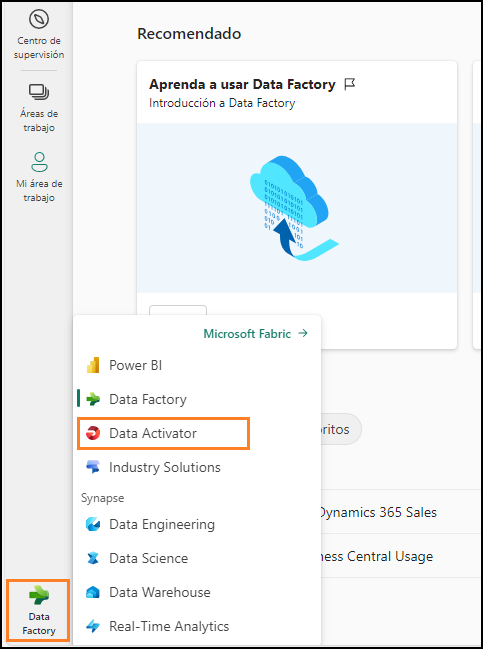 Centro de
supervisión
Áreas de
trabajo
Mi área de
trabajo
Recomendado
Aprenda a usar Data Factory
Introducción a Data Factory
Microsoft Fabric →
Power BI
Data Factory
Data Activator
Industry Solutions
Synapse
Data Engineering
Data Science
Data Warehouse
Real-Time Analytics
Data
Factory
oritos
Dynamics 365 Sales
ness Central Usage